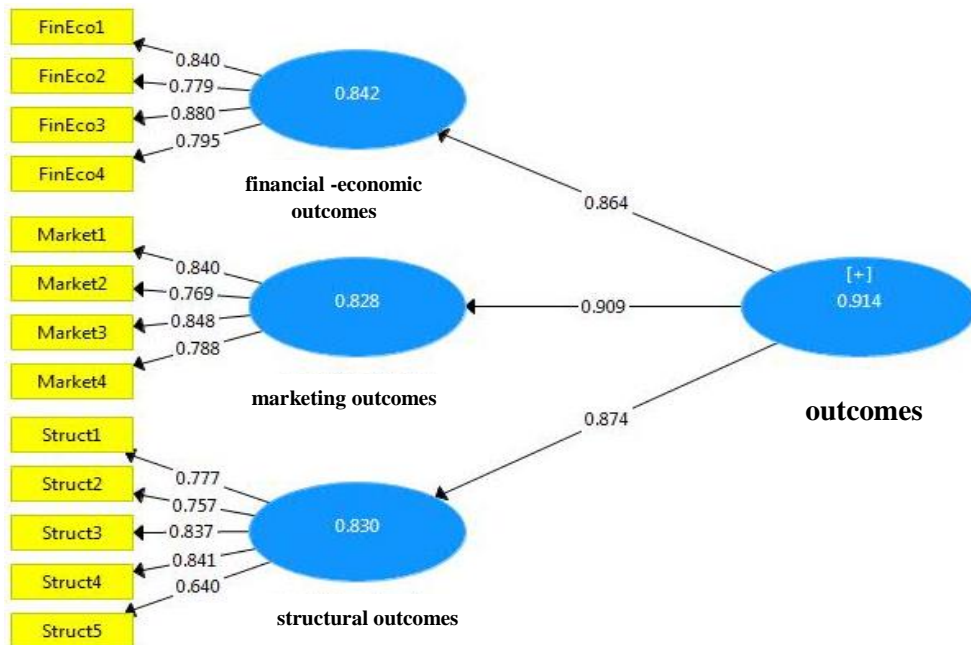 FinEco1
0.840
FinEco2
0.779
0.842
FinEco3
0.880
0.795
FinEco4
financial -economic
outcomes
0.864
Market1
0.840
Market2
0.769
0.828
Market3
0.848
0.788
Market4
marketing outcomes
0.909
[+]
0.914
outcomes
0.874
Struct1
0.777
Struct2
0.757
0.830
Struct3
0.837
0.841
Struct4
0.640
Struct5
structural outcomes